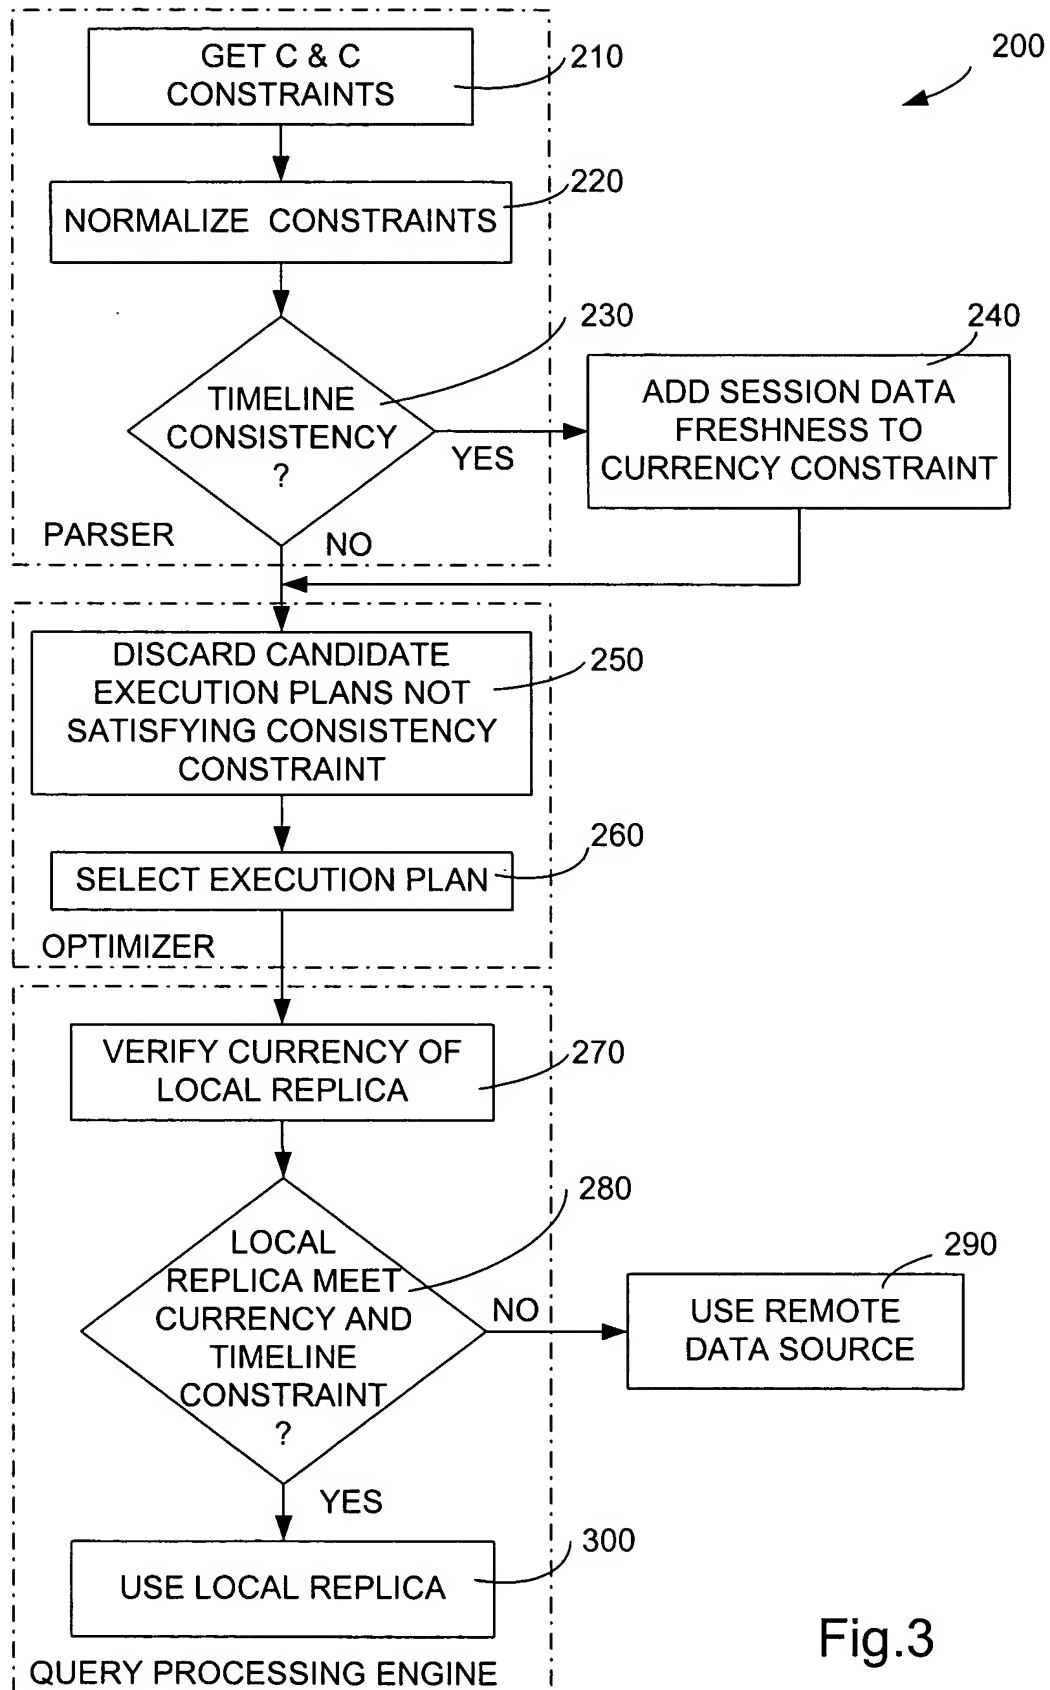 200
GET C & C
CONSTRAINTS
210
NORMALIZE CONSTRAINTS
220
TIMELINE
CONSISTENCY
?
230
YES
NO
ADD SESSION DATA
FRESHNESS TO
CURRENCY CONSTRAINT
240
PARSER
DISCARD CANDIDATE
EXECUTION PLANS NOT
SATISFYING CONSISTENCY
CONSTRAINT
250
SELECT EXECUTION PLAN
260
OPTIMIZER
VERIFY CURRENCY OF
LOCAL REPLICA
270
LOCAL
REPLICA MEET
CURRENCY AND
TIMELINE
CONSTRAINT
?
280
NO
USE REMOTE
DATA SOURCE
290
YES
USE LOCAL REPLICA
300
QUERY PROCESSING ENGINE
Fig.3